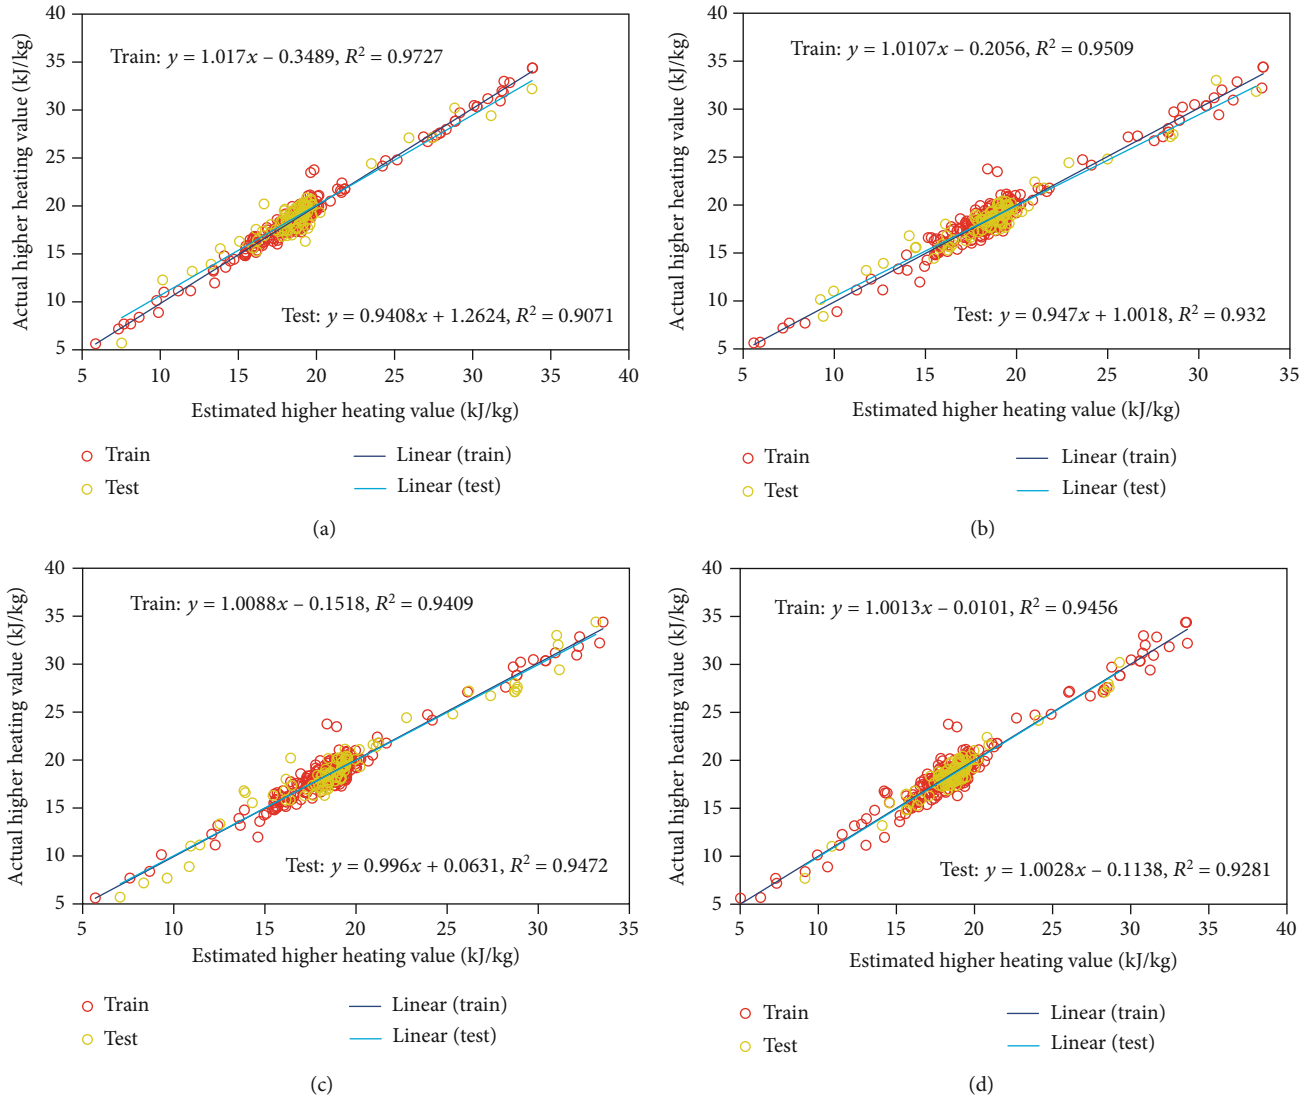 Actual higher heating value (kJ/kg)
40
35
30
25
20
15
10
5
Train: y = 1.017x – 0.3489, R² = 0.9727
Test: y = 0.9408x + 1.2624, R² = 0.9071
5 10 15 20 25 30 35 40
Estimated higher heating value (kJ/kg)
Train Linear (train)
Test Linear (test)
(a)
Actual higher heating value (kJ/kg)
40
35
30
25
20
15
10
5
Train: y = 1.0107x – 0.2056, R² = 0.9509
Test: y = 0.947x + 1.0018, R² = 0.932
5 10 15 20 25 30 35
Estimated higher heating value (kJ/kg)
Train Linear (train)
Test Linear (test)
(b)
Actual higher heating value (kJ/kg)
40
35
30
25
20
15
10
5
Train: y = 1.0088x – 0.1518, R² = 0.9409
Test: y = 0.996x + 0.0631, R² = 0.9472
5 10 15 20 25 30 35
Estimated higher heating value (kJ/kg)
Train Linear (train)
Test Linear (test)
(c)
Actual higher heating value (kJ/kg)
40
35
30
25
20
15
10
5
Train: y = 1.0013x – 0.0101, R² = 0.9456
Test: y = 1.0028x – 0.1138, R² = 0.9281
5 10 15 20 25 30 35 40
Estimated higher heating value (kJ/kg)
Train Linear (train)
Test Linear (test)
(d)